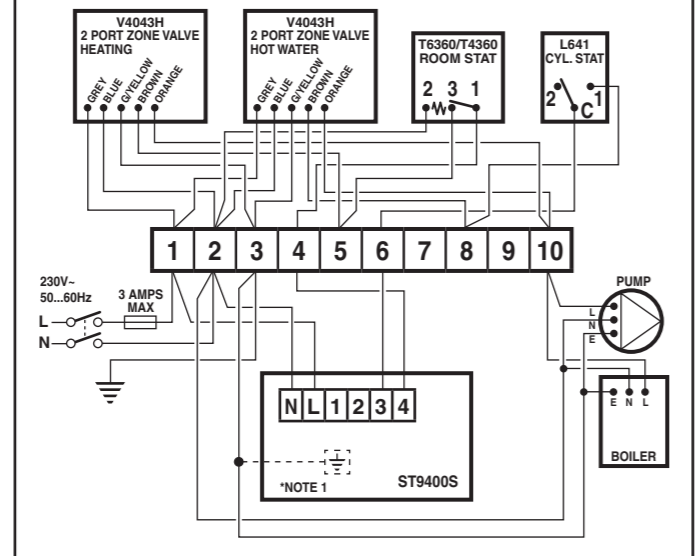 V4043H
2 PORT ZONE VALVE
HEATING
GREY
BLUE
G/YELLOW
BROWN
ORANGE
V4043H
2 PORT ZONE VALVE
HOT WATER
GREY
BLUE
G/YELLOW
BROWN
ORANGE
T6360/T4360
ROOM STAT
2 3 1
L641
CYL. STAT
2 C 1
1 2 3 4 5 6 7 8 9 10
230V~
50...60Hz
3 AMPS
MAX
L
N
PUMP
L
N
E
N L 1 2 3 4
*NOTE 1
ST9400S
E N L
BOILER